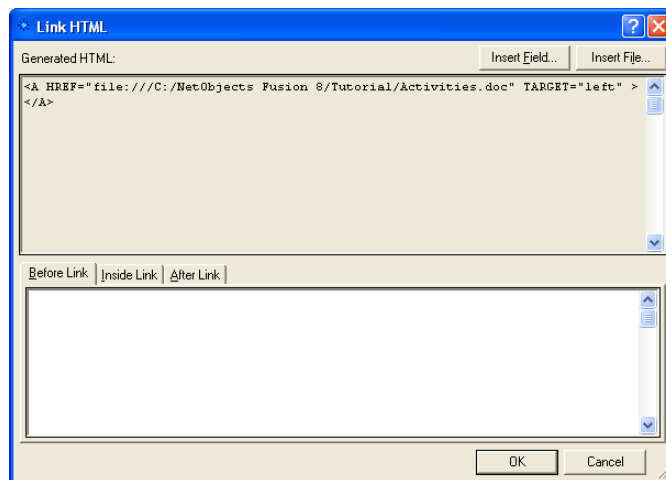 Link HTML
Generated HTML:
Insert Field...
Insert File...
<A HREF="file:///C:/NetObjects Fusion 8/Tutorial/Activities.doc" TARGET="left" >
</A>
Before Link
Inside Link
After Link
OK
Cancel